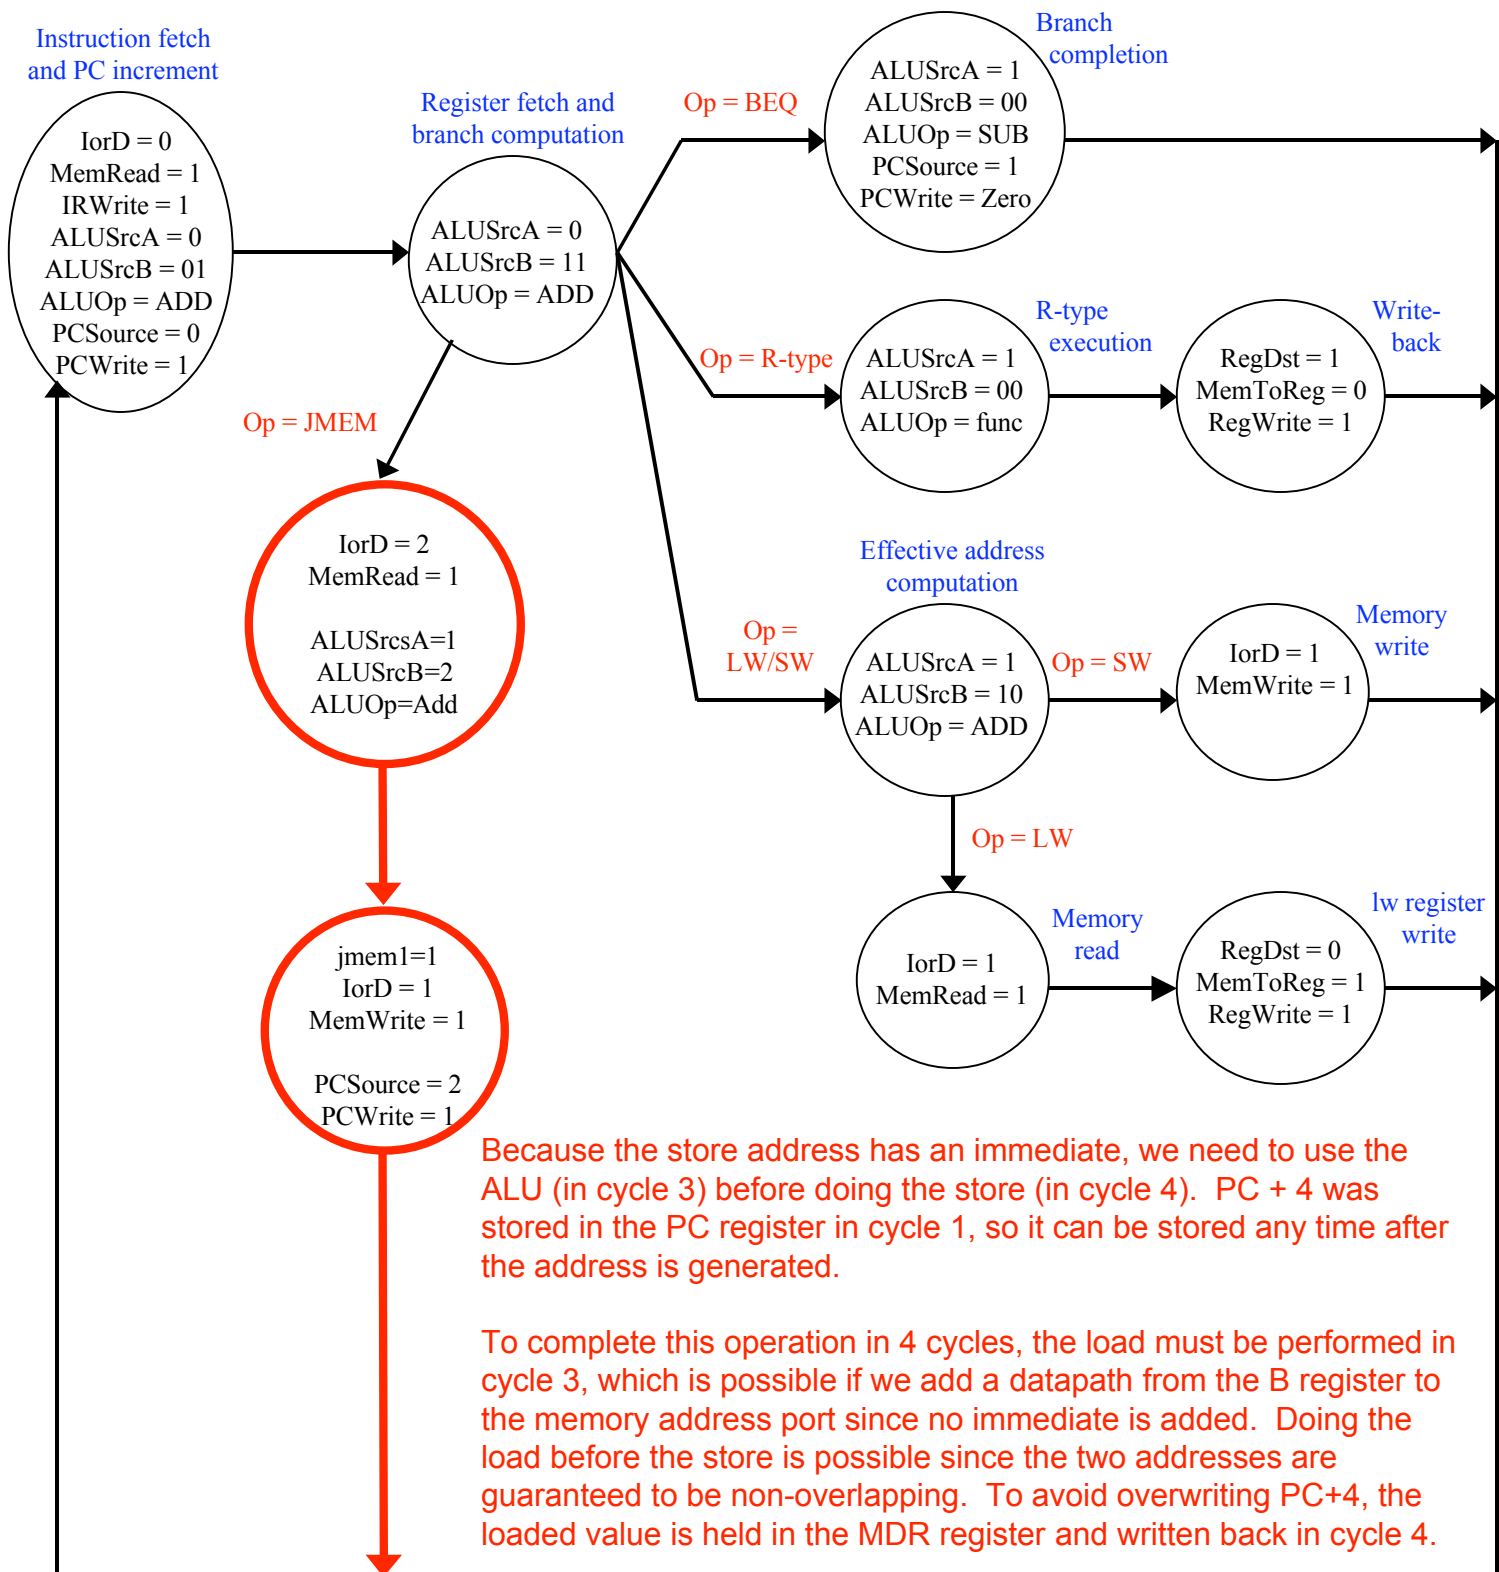 Instruction fetch
and PC increment
IorD = 0
MemRead = 1
IRWrite = 1
ALUSrcA = 0
ALUSrcB = 01
ALUOp = ADD
PCSource = 0
PCWrite = 1
Register fetch and
branch computation
ALUSrcA = 0
ALUSrcB = 11
ALUOp = ADD
Op = BEQ
Branch
completion
ALUSrcA = 1
ALUSrcB = 00
ALUOp = SUB
PCSource = 1
PCWrite = Zero
Op = R-type
R-type
execution
ALUSrcA = 1
ALUSrcB = 00
ALUOp = func
Write-
back
RegDst = 1
MemToReg = 0
RegWrite = 1
Op = JMEM
IorD = 2
MemRead = 1
ALUSrcsA=1
ALUSrcB=2
ALUOp=Add
Op =
LW/SW
Effective address
computation
ALUSrcA = 1
ALUSrcB = 10
ALUOp = ADD
Op = SW
Memory
write
IorD = 1
MemWrite = 1
Op = LW
IorD = 1
MemRead = 1
Memory
read
lw register
write
RegDst = 0
MemToReg = 1
RegWrite = 1
jmem1=1
IorD = 1
MemWrite = 1
PCSource = 2
PCWrite = 1
Because the store address has an immediate, we need to use the
ALU (in cycle 3) before doing the store (in cycle 4).  PC + 4 was
stored in the PC register in cycle 1, so it can be stored any time after
the address is generated.
To complete this operation in 4 cycles, the load must be performed in
cycle 3, which is possible if we add a datapath from the B register to
the memory address port since no immediate is added.  Doing the
load before the store is possible since the two addresses are
guaranteed to be non-overlapping.  To avoid overwriting PC+4, the
loaded value is held in the MDR register and written back in cycle 4.